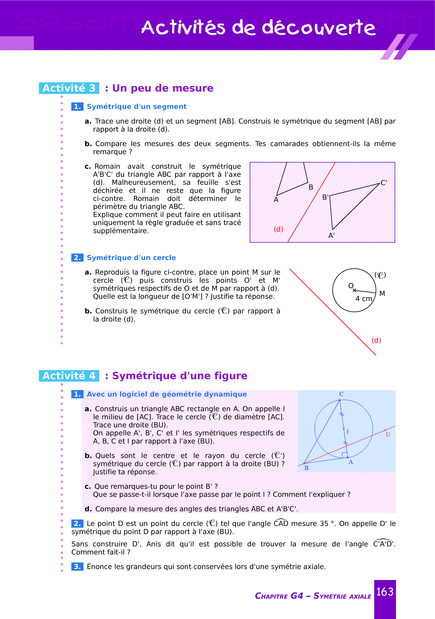 Activités de découverte
Activité 3 : Un peu de mesure
1. Symétrique d'un segment
a. Trace une droite (d) et un segment [AB]. Construis le symétrique du segment [AB] par
rapport à la droite (d).
b. Compare les mesures des deux segments. Tes camarades obtiennent-ils la même
remarque ?
c. Romain avait construit le symétrique
A'B'C' du triangle ABC par rapport à l'axe
(d). Malheureusement, sa feuille s'est
déchirée et il ne reste que la figure
ci-contre. Romain doit déterminer le
périmètre du triangle ABC.
Explique comment il peut faire en utilisant
uniquement la règle graduée et sans tracé
supplémentaire.
A
B
B'
C'
A'
(d)
2. Symétrique d'un cercle
a. Reproduis la figure ci-contre, place un point M sur le
cercle (C) puis construis les points O' et M'
symétriques respectifs de O et de M par rapport à (d).
Quelle est la longueur de [O'M'] ? Justifie ta réponse.
b. Construis le symétrique du cercle (C) par rapport à
la droite (d).
(C)
O
M
4 cm
(d)
Activité 4 : Symétrique d'une figure
1. Avec un logiciel de géométrie dynamique
a. Construis un triangle ABC rectangle en A. On appelle I
le milieu de [AC]. Trace le cercle (C) de diamètre [AC].
Trace une droite (BU).
On appelle A', B', C' et I' les symétriques respectifs de
A, B, C et I par rapport à l'axe (BU).
b. Quels sont le centre et le rayon du cercle (C')
symétrique du cercle (C) par rapport à la droite (BU) ?
Justifie ta réponse.
C
I
U
A
B
c. Que remarques-tu pour le point B' ?
Que se passe-t-il lorsque l'axe passe par le point I ? Comment l'expliquer ?
d. Compare la mesure des angles des triangles ABC et A'B'C'.
2. Le point D est un point du cercle (C) tel que l'angle CAD mesure 35 °. On appelle D' le
symétrique du point D par rapport à l'axe (BU).
Sans construire D', Anis dit qu'il est possible de trouver la mesure de l'angle C'A'D'.
Comment fait-il ?
3. Énonce les grandeurs qui sont conservées lors d'une symétrie axiale.
Chapitre G4 – Symétrie axiale 163